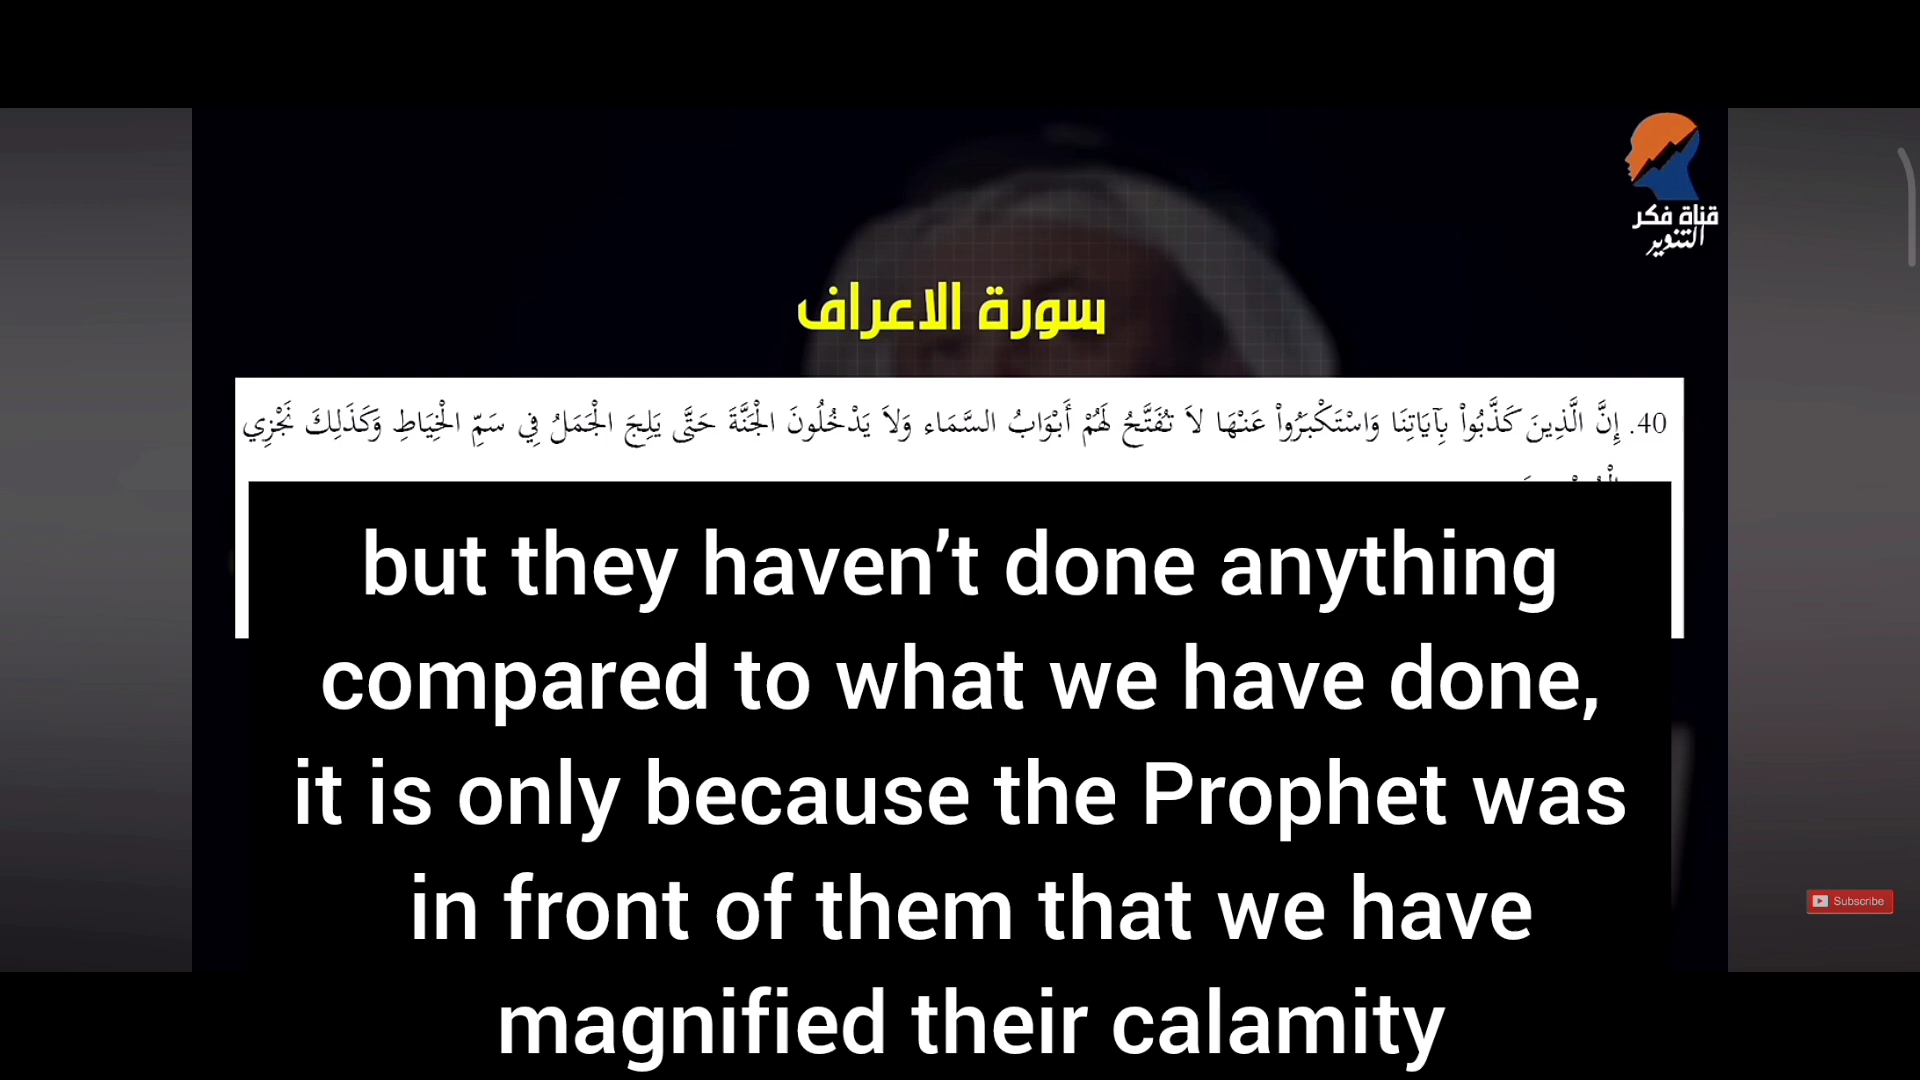 قناة فكر
التنوير
سورة الاعراف
40. إِنَّ الَّذِينَ كَذَّبُواْ بِآيَاتِنَا وَاسْتَكْبَرُواْ عَنْهَا لاَ تُفَتَّحُ لَهُمْ أَبْوَابُ السَّمَاء وَلاَ يَدْخُلُونَ الْجَنَّةَ حَتَّى يَلِجَ الْجَمَلُ فِي سَمِّ الْخِيَاطِ وَكَذَلِكَ نَجْزِي
but they haven’t done anything
compared to what we have done,
it is only because the Prophet was
in front of them that we have
magnified their calamity
Subscribe